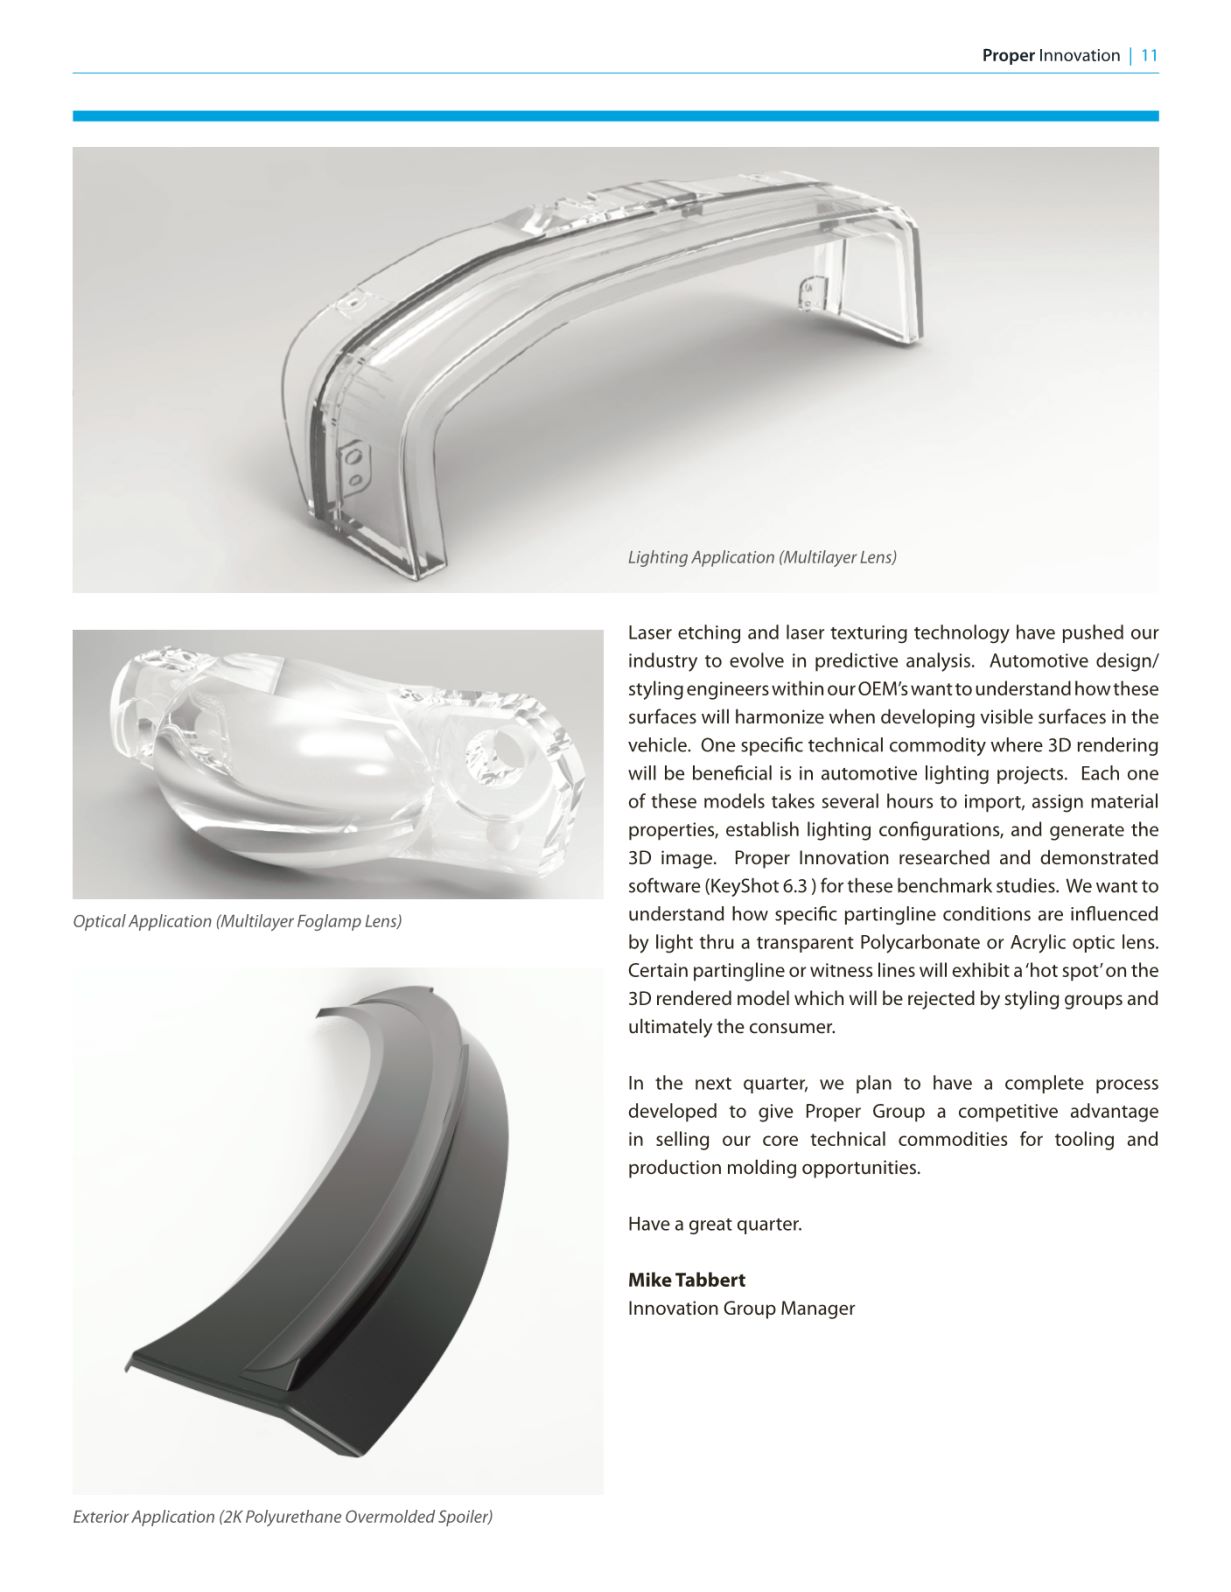 Proper Innovation | 11
Lighting Application (Multilayer Lens)
Laser etching and laser texturing technology have pushed our
industry to evolve in predictive analysis.  Automotive design/
styling engineers within our OEM's want to understand how these
surfaces will harmonize when developing visible surfaces in the
vehicle.  One specific technical commodity where 3D rendering
will be beneficial is in automotive lighting projects.  Each one
of these models takes several hours to import, assign material
properties, establish lighting configurations, and generate the
3D image.  Proper Innovation researched and demonstrated
software (KeyShot 6.3 ) for these benchmark studies.  We want to
understand how specific partingline conditions are influenced
by light thru a transparent Polycarbonate or Acrylic optic lens.
Certain partingline or witness lines will exhibit a 'hot spot' on the
3D rendered model which will be rejected by styling groups and
ultimately the consumer.
In the next quarter, we plan to have a complete process
developed to give Proper Group a competitive advantage
in selling our core technical commodities for tooling and
production molding opportunities.
Have a great quarter.
Mike Tabbert
Innovation Group Manager
Optical Application (Multilayer Foglamp Lens)
Exterior Application (2K Polyurethane Overmolded Spoiler)